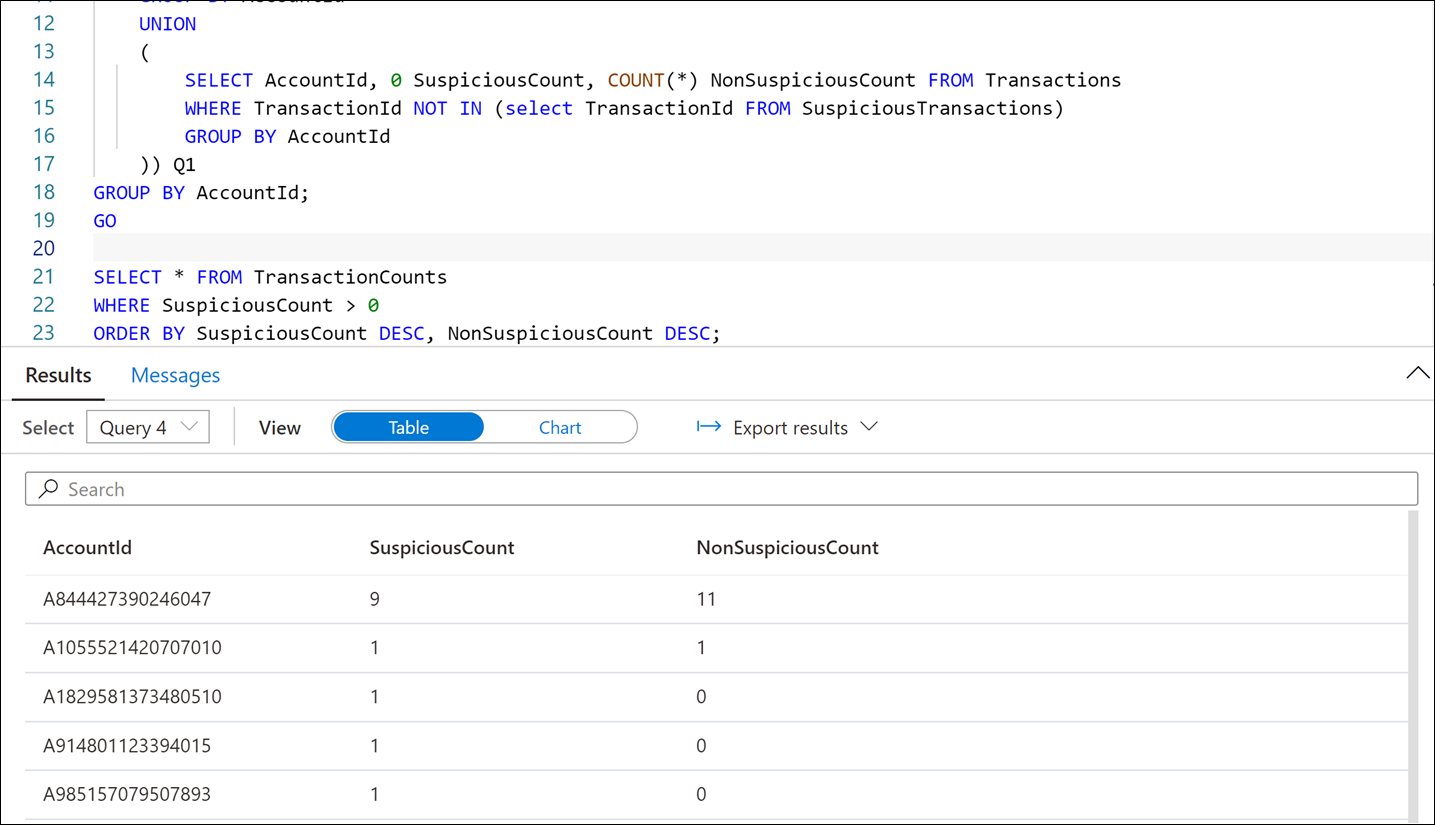 12 UNION
13 (
14 SELECT AccountId, 0 SuspiciousCount, COUNT(*) NonSuspiciousCount FROM Transactions
15 WHERE TransactionId NOT IN (select TransactionId FROM SuspiciousTransactions)
16 GROUP BY AccountId
17 )) Q1
18 GROUP BY AccountId;
19 GO
20
21 SELECT * FROM TransactionCounts
22 WHERE SuspiciousCount > 0
23 ORDER BY SuspiciousCount DESC, NonSuspiciousCount DESC;
Results Messages
Select Query 4 View Table Chart Export results
Search
AccountId SuspiciousCount NonSuspiciousCount
A844427390246047 9 11
A1055521420707010 1 1
A1829581373480510 1 0
A914801123394015 1 0
A985157079507893 1 0